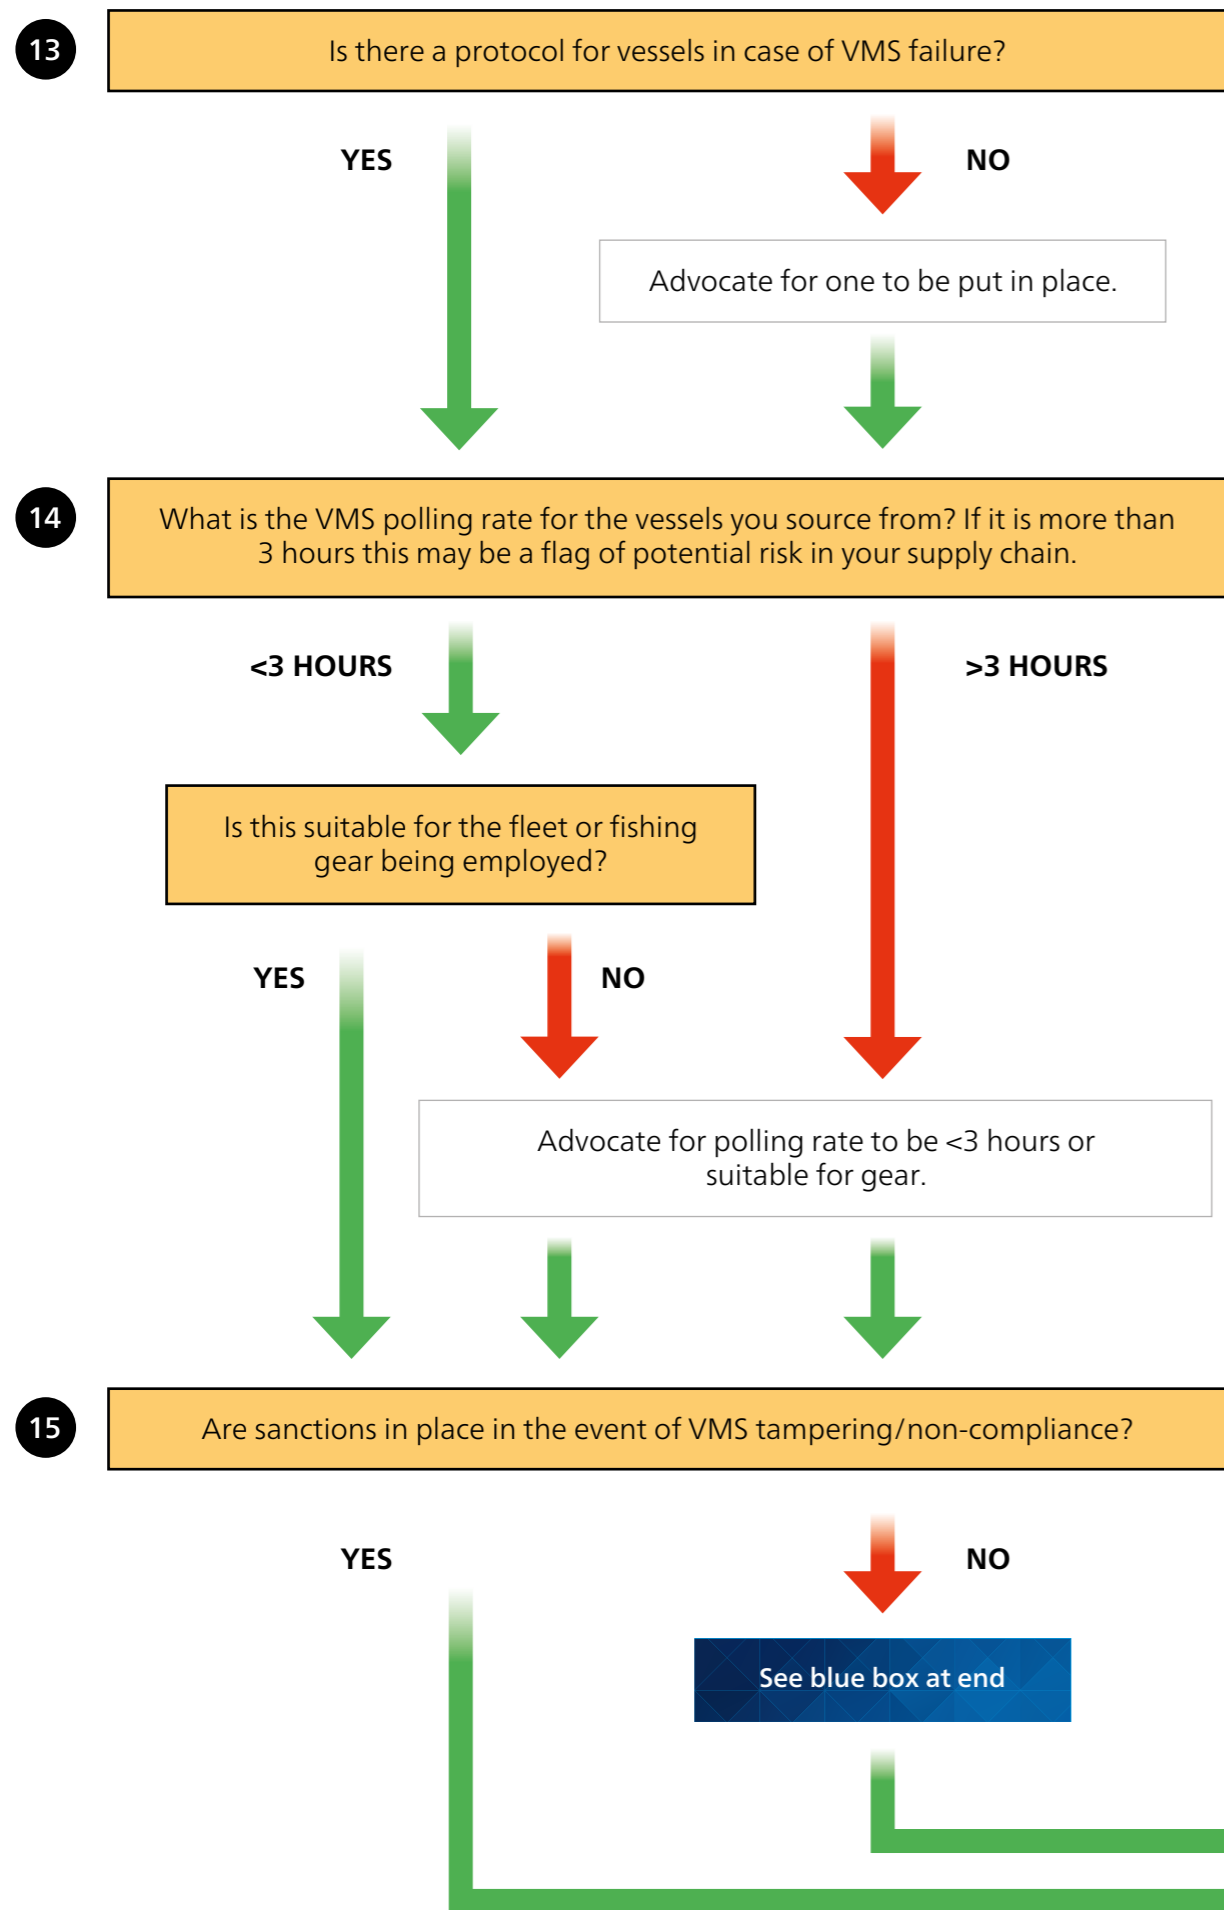 13
Is there a protocol for vessels in case of VMS failure?
YES
NO
Advocate for one to be put in place.
14
What is the VMS polling rate for the vessels you source from? If it is more than
3 hours this may be a flag of potential risk in your supply chain.
<3 HOURS
>3 HOURS
Is this suitable for the fleet or fishing
gear being employed?
YES
NO
Advocate for polling rate to be <3 hours or
suitable for gear.
15
Are sanctions in place in the event of VMS tampering/non-compliance?
YES
NO
See blue box at end